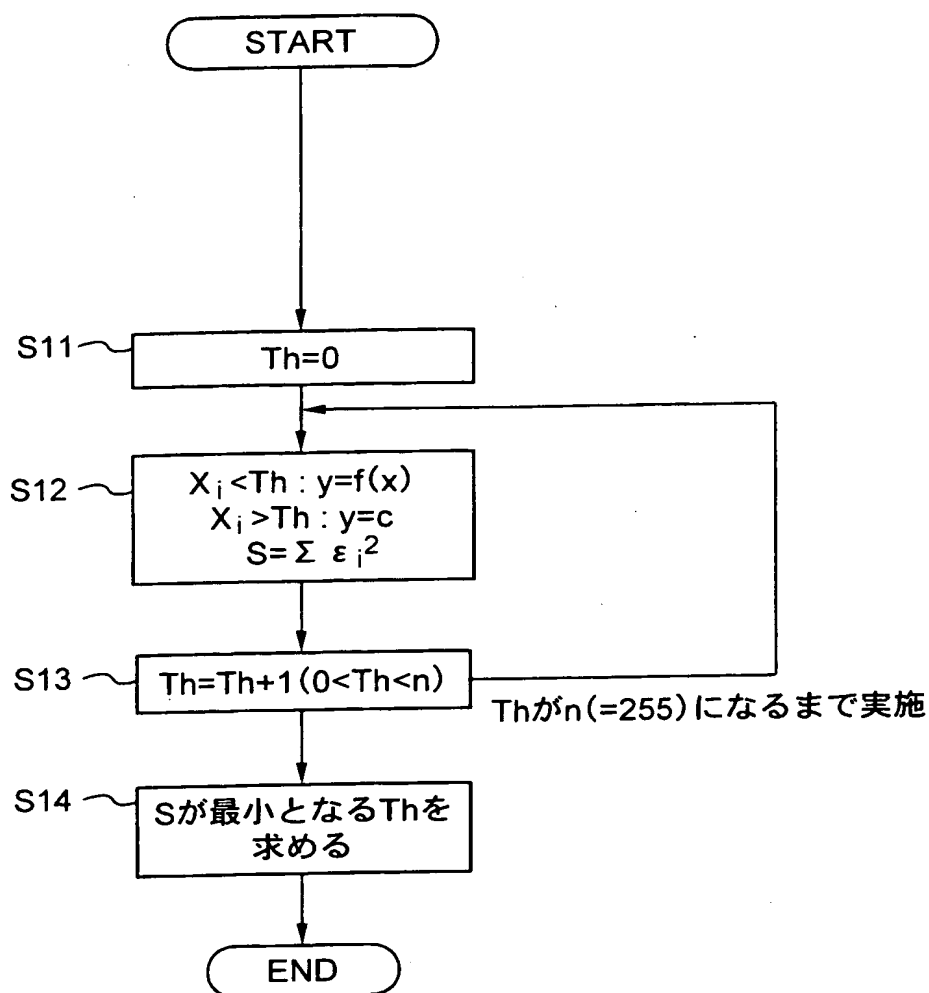 START
S11
Th=0
S12
Xi<Th : y=f(x)
Xi>Th : y=c
S=Σ εi²
S13
Th=Th+1(0<Th<n)
Thがn(=255)になるまで実施
S14
Sが最小となるThを
求める
END